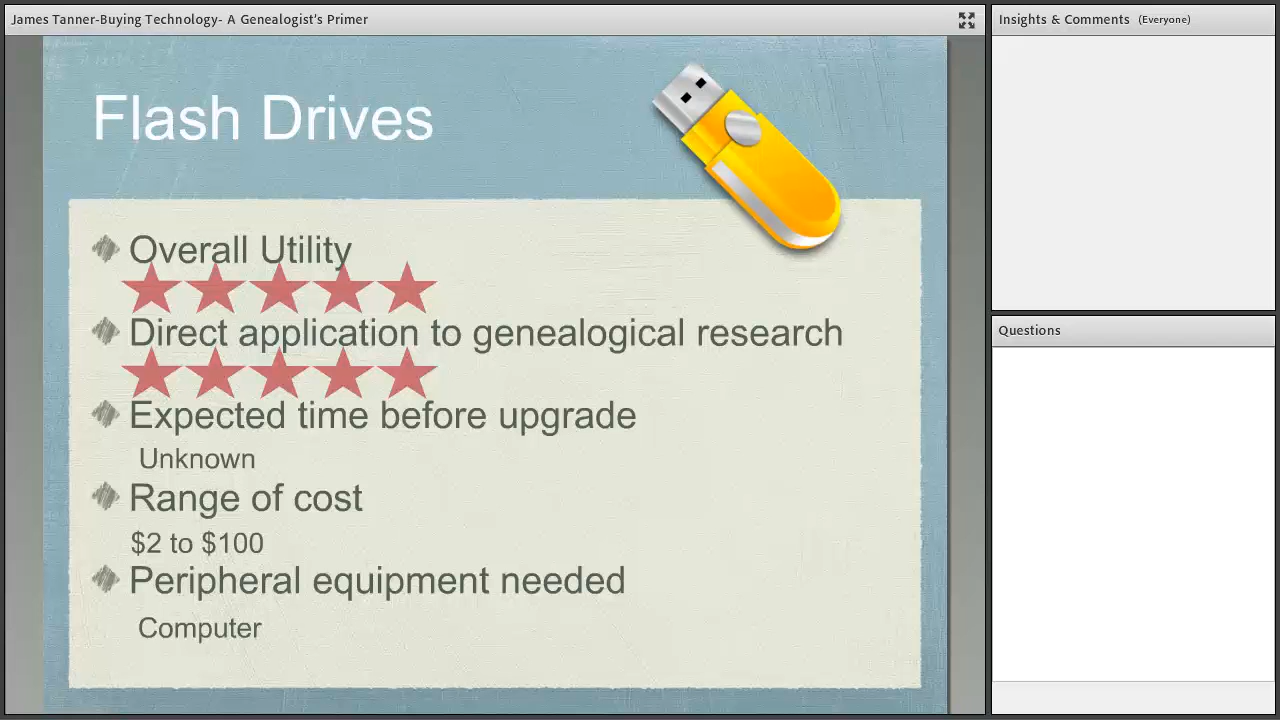 James Tanner-Buying Technology- A Genealogist's Primer
Insights & Comments (Everyone)
Flash Drives
Overall Utility
Direct application to genealogical research
Expected time before upgrade
Unknown
Range of cost
$2 to $100
Peripheral equipment needed
Computer
Questions